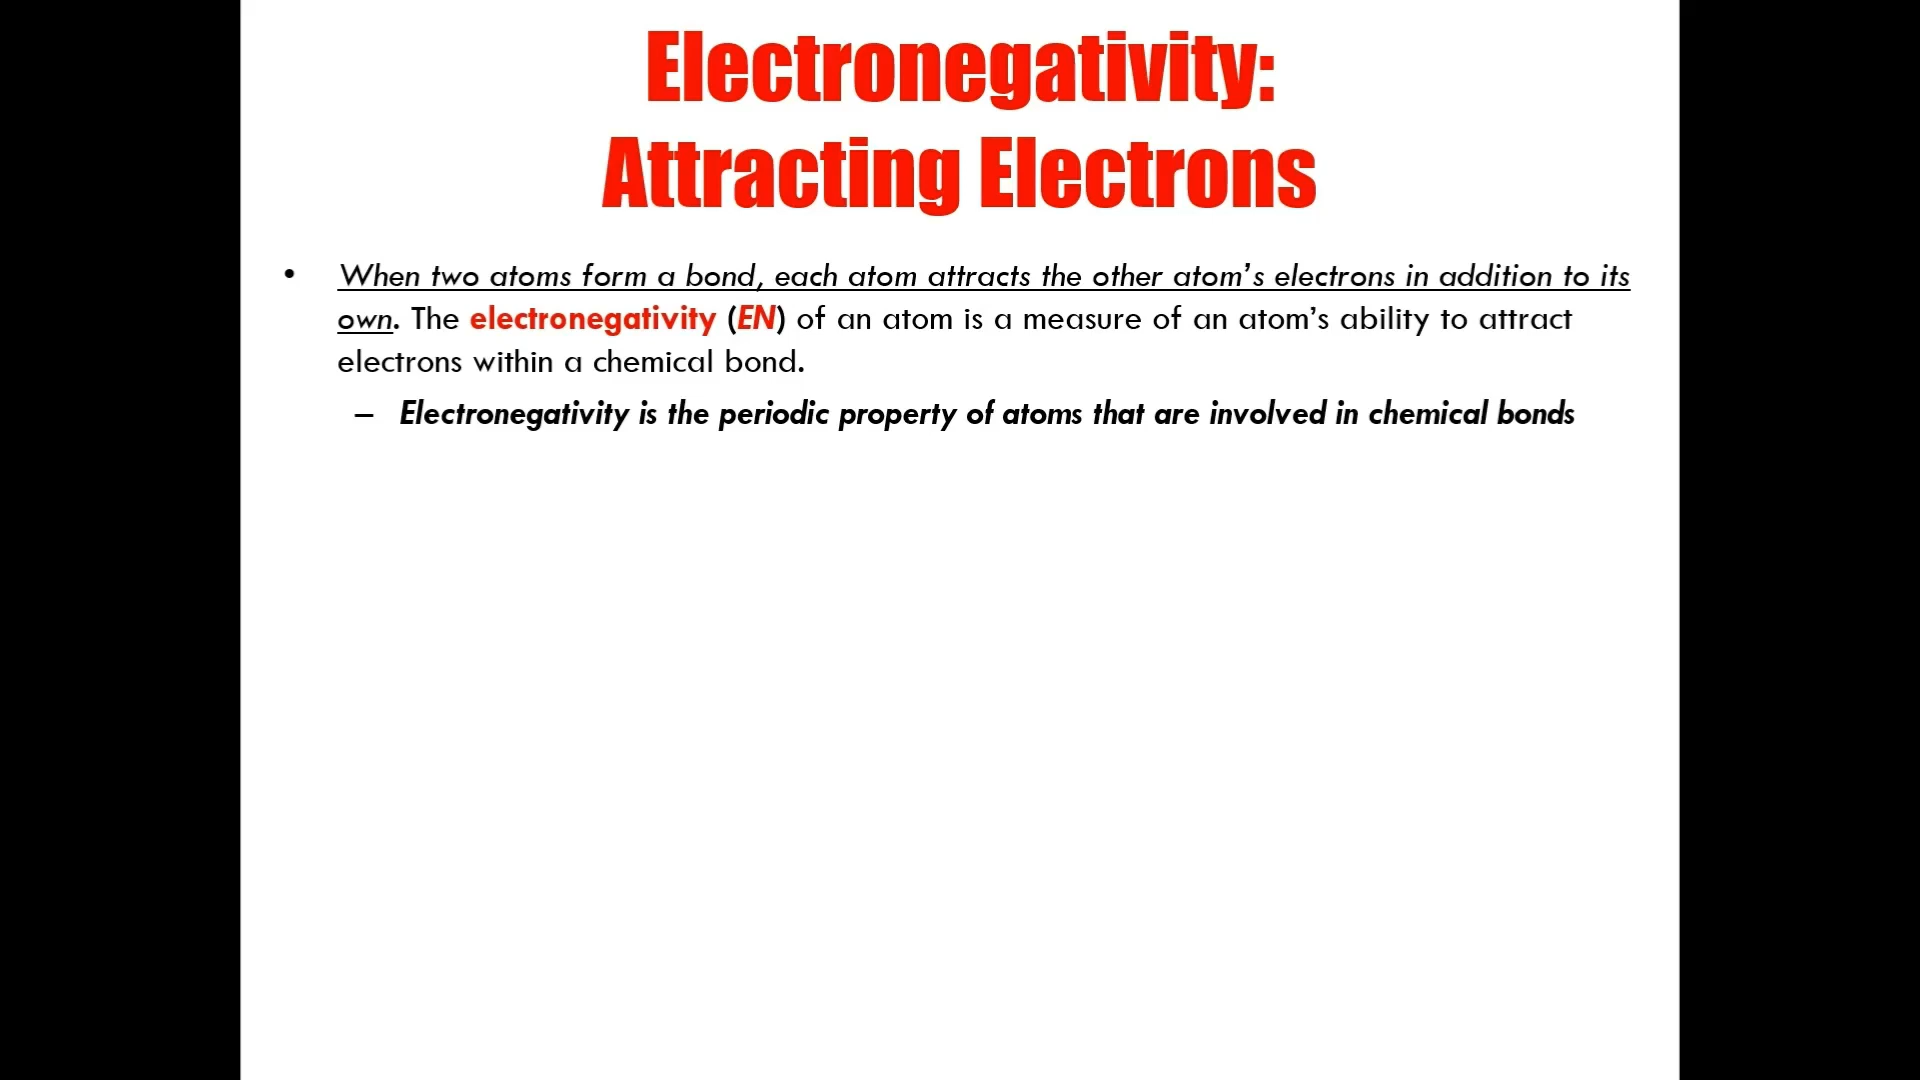 Electronegativity:
Attracting Electrons
• When two atoms form a bond, each atom attracts the other atom’s electrons in addition to its
own. The electronegativity (EN) of an atom is a measure of an atom’s ability to attract
electrons within a chemical bond.
– Electronegativity is the periodic property of atoms that are involved in chemical bonds